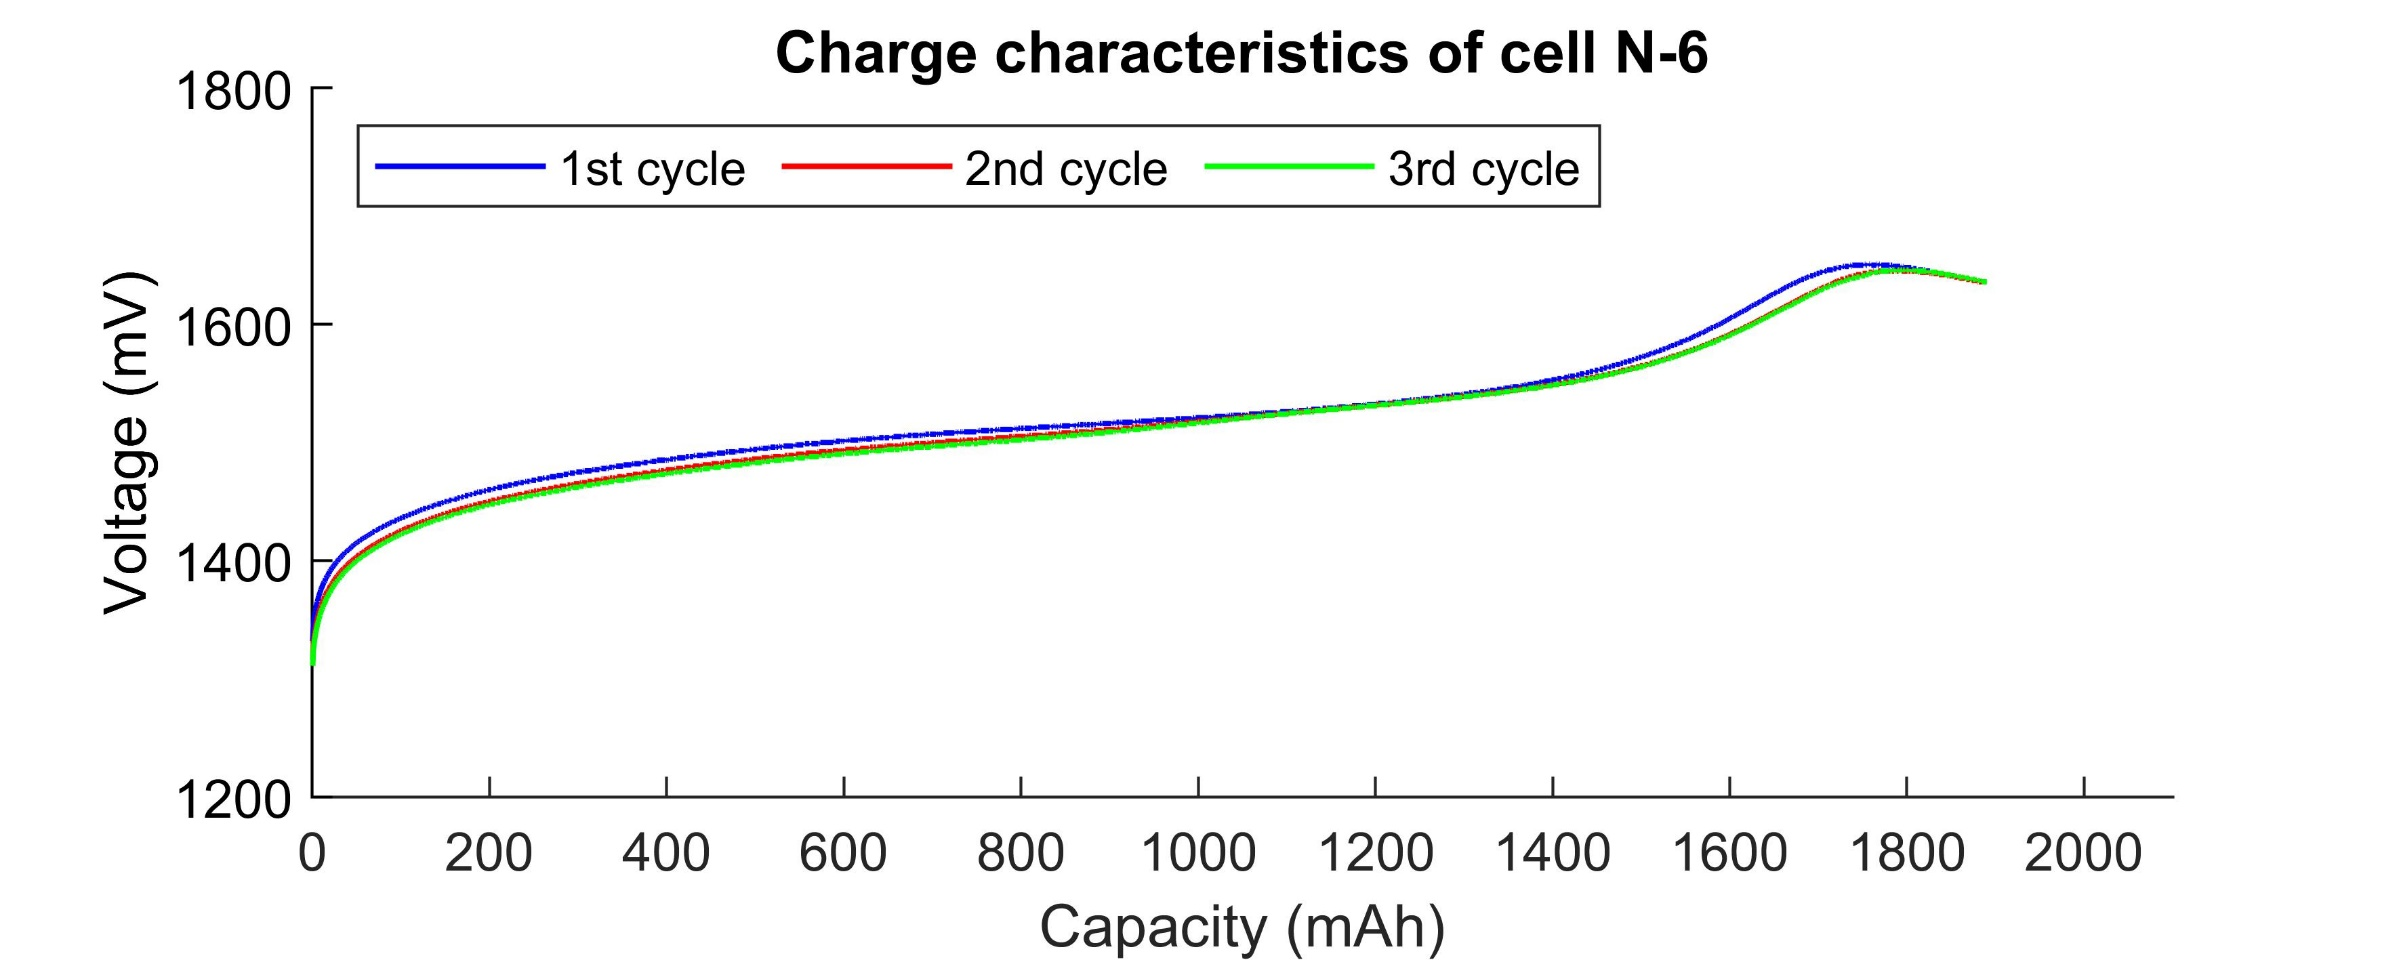 Charge characteristics of cell N-6
1800
1st cycle 2nd cycle 3rd cycle
1600
1400
1200
Voltage (mV)
0 200 400 600 800 1000 1200 1400 1600 1800 2000
Capacity (mAh)